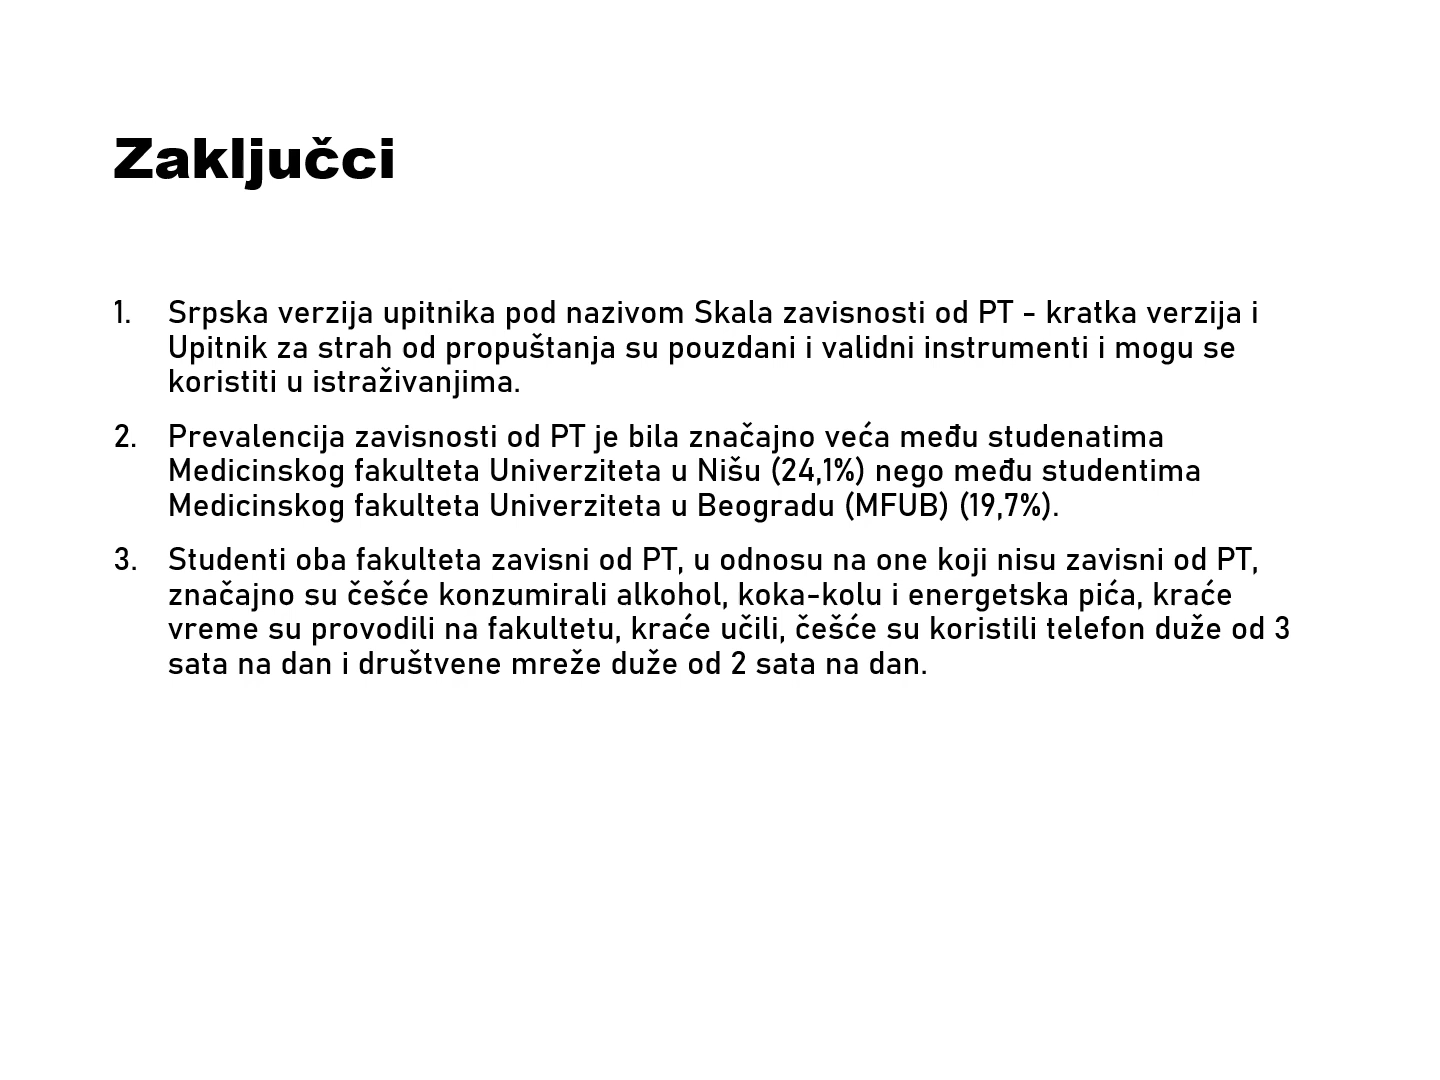 Zaključci
1. Srpska verzija upitnika pod nazivom Skala zavisnosti od PT - kratka verzija i
Upitnik za strah od propuštanja su pouzdani i validni instrumenti i mogu se
koristiti u istraživanjima.
2. Prevalencija zavisnosti od PT je bila značajno veća među studenatima
Medicinskog fakulteta Univerziteta u Nišu (24,1%) nego među studentima
Medicinskog fakulteta Univerziteta u Beogradu (MFUB) (19,7%).
3. Studenti oba fakulteta zavisni od PT, u odnosu na one koji nisu zavisni od PT,
značajno su češće konzumirali alkohol, koka-kolu i energetska pića, kraće
vreme su provodili na fakultetu, kraće učili, češće su koristili telefon duže od 3
sata na dan i društvene mreže duže od 2 sata na dan.